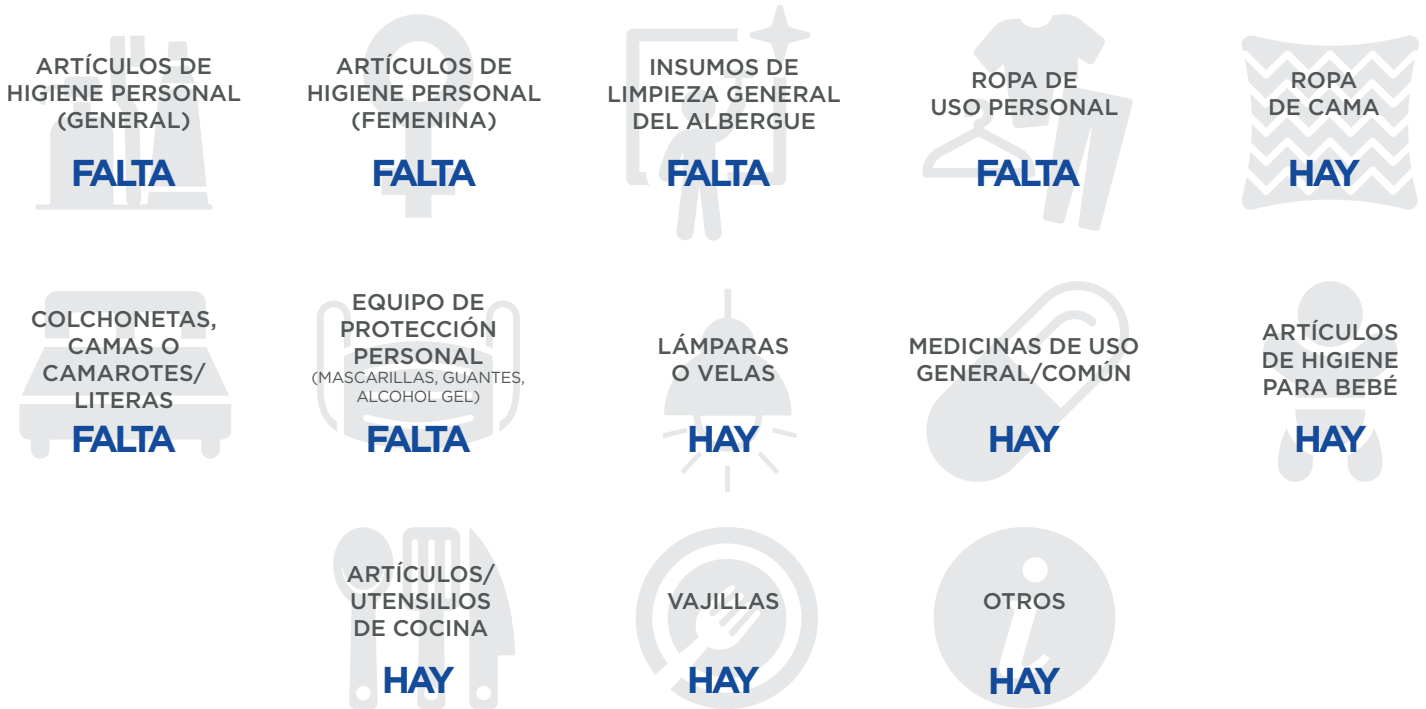 ARTÍCULOS DE
HIGIENE PERSONAL
(GENERAL)
FALTA
ARTÍCULOS DE
HIGIENE PERSONAL
(FEMENINA)
FALTA
INSUMOS DE
LIMPIEZA GENERAL
DEL ALBERGUE
FALTA
ROPA DE
USO PERSONAL
FALTA
ROPA
DE CAMA
HAY
COLCHONETAS,
CAMAS O
CAMAROTES/
LITERAS
FALTA
EQUIPO DE
PROTECCIÓN
PERSONAL
(MASCARILLAS, GUANTES,
ALCOHOL GEL)
FALTA
LÁMPARAS
O VELAS
HAY
MEDICINAS DE USO
GENERAL/COMÚN
HAY
ARTÍCULOS
DE HIGIENE
PARA BEBÉ
HAY
ARTÍCULOS/
UTENSILIOS
DE COCINA
HAY
VAJILLAS
HAY
OTROS
HAY